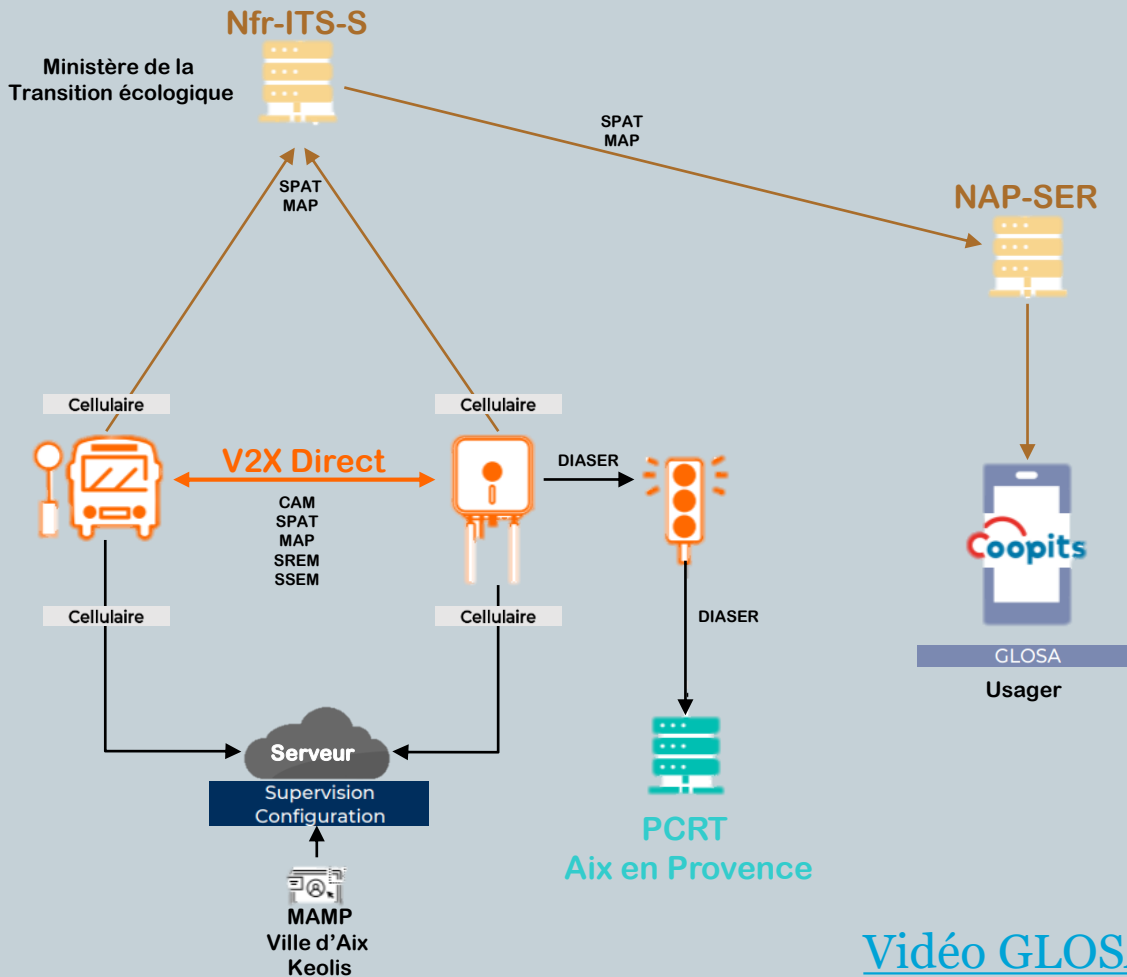 Nfr-ITS-S
Ministère de la
Transition écologique
SPAT
MAP
SPAT
MAP
NAP-SER
Cellulaire
Cellulaire
V2X Direct
DIASER
CAM
SPAT
MAP
SREM
SSEM
Coopits
Cellulaire
Cellulaire
DIASER
GLOSA
Usager
Serveur
Supervision
Configuration
PCRT
Aix en Provence
MAMP
Ville d'Aix
Keolis
Vidéo GLOS